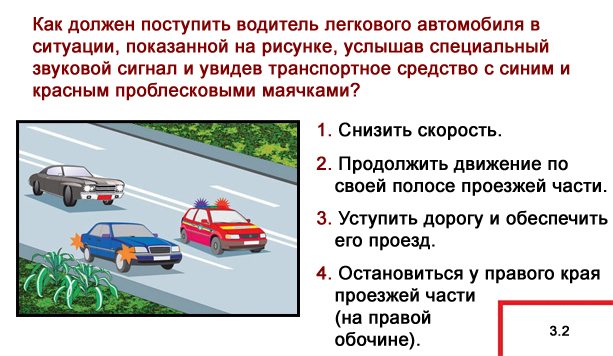 Как должен поступить водитель легкового автомобиля в
ситуации, показанной на рисунке, услышав специальный
звуковой сигнал и увидев транспортное средство с синим и
красным проблесковыми маячками?
1. Снизить скорость.
2. Продолжить движение по
своей полосе проезжей части.
3. Уступить дорогу и обеспечить
его проезд.
4. Остановиться у правого края
проезжей части
(на правой
обочине).
3.2